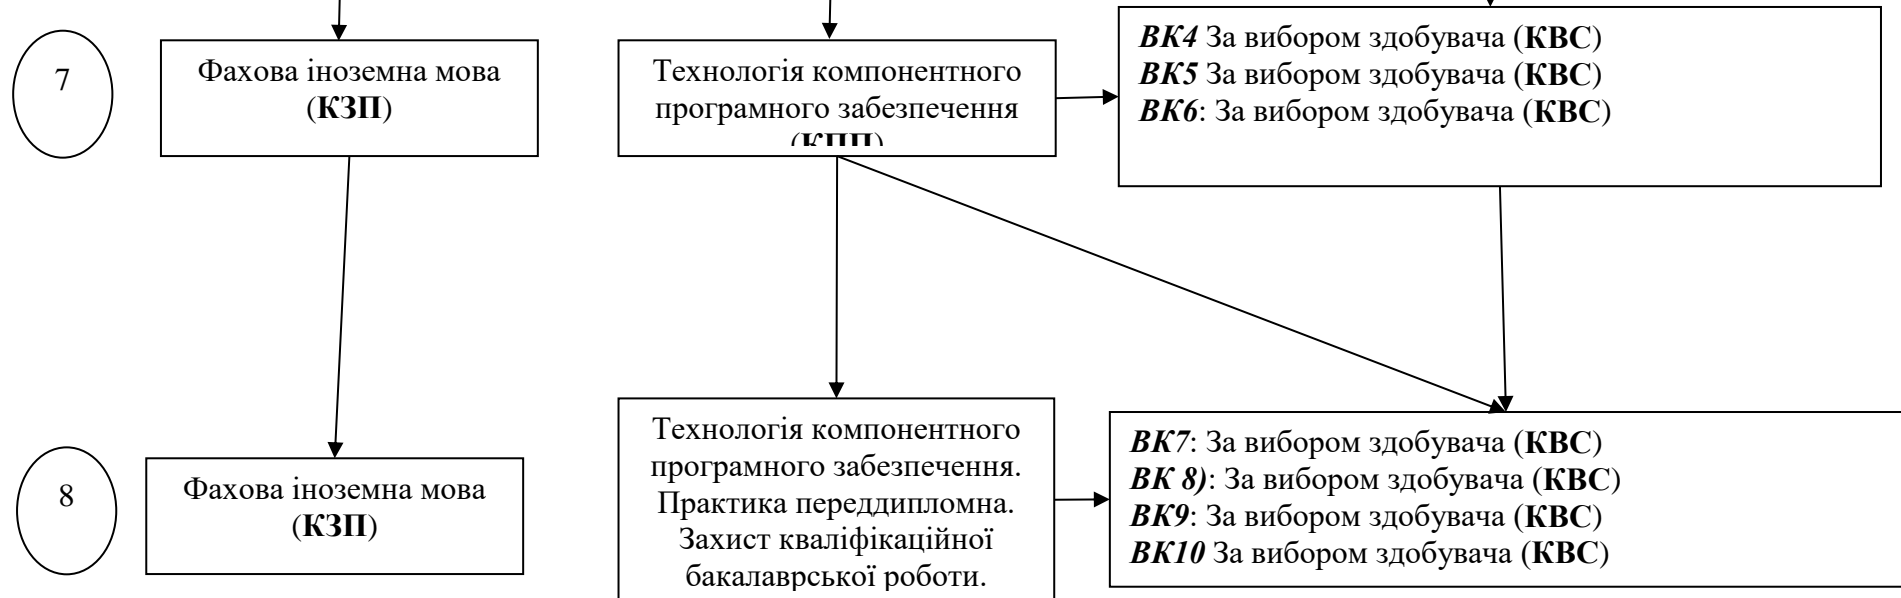 7
Фахова іноземна мова
(КЗП)
Технологія компонентного
програмного забезпечення
(КПП)
ВК4 За вибором здобувача (КВС)
ВК5 За вибором здобувача (КВС)
ВК6: За вибором здобувача (КВС)
8
Фахова іноземна мова
(КЗП)
Технологія компонентного
програмного забезпечення.
Практика переддипломна.
Захист кваліфікаційної
бакалаврської роботи.
ВК7: За вибором здобувача (КВС)
ВК 8): За вибором здобувача (КВС)
ВК9: За вибором здобувача (КВС)
ВК10 За вибором здобувача (КВС)